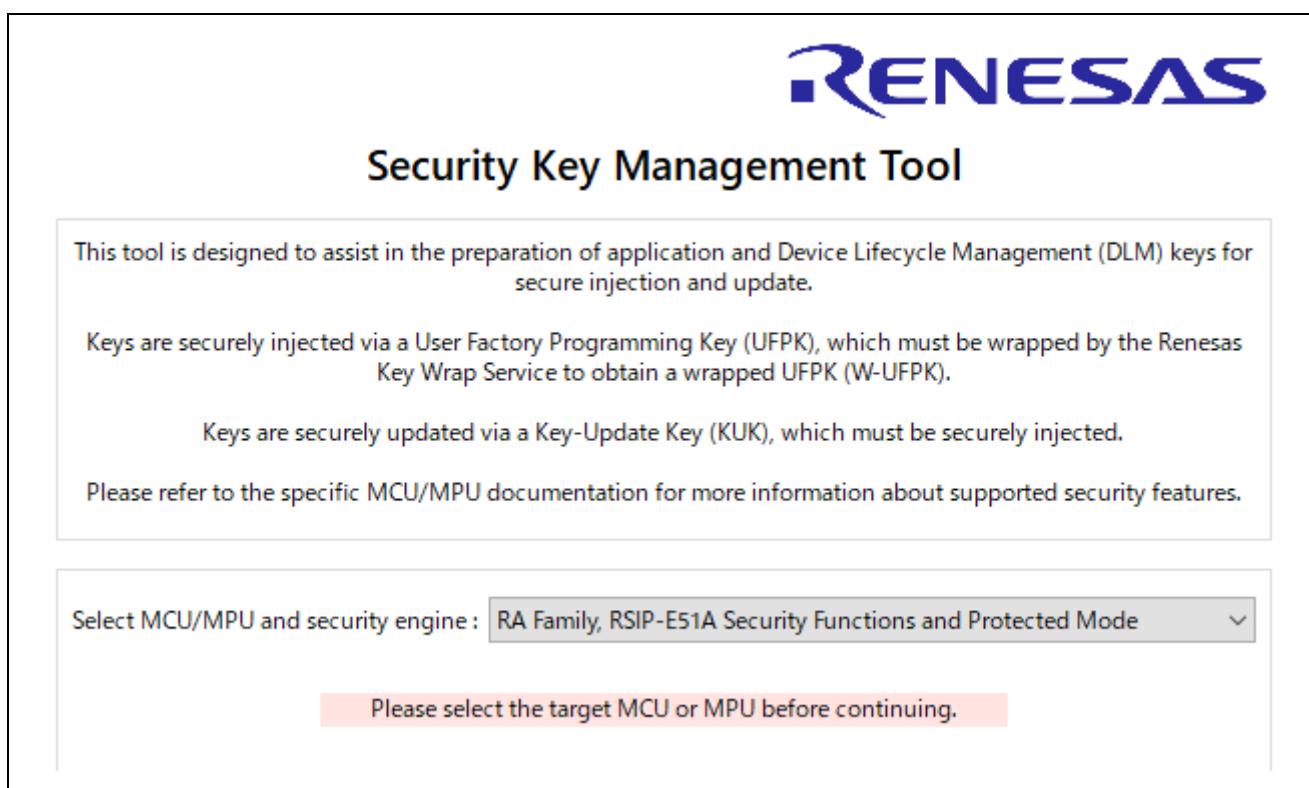 RENESAS
Security Key Management Tool
This tool is designed to assist in the preparation of application and Device Lifecycle Management (DLM) keys for
secure injection and update.
Keys are securely injected via a User Factory Programming Key (UFPK), which must be wrapped by the Renesas
Key Wrap Service to obtain a wrapped UFPK (W-UFPK).
Keys are securely updated via a Key-Update Key (KUK), which must be securely injected.
Please refer to the specific MCU/MPU documentation for more information about supported security features.
Select MCU/MPU and security engine : RA Family, RSIP-E51A Security Functions and Protected Mode
Please select the target MCU or MPU before continuing.